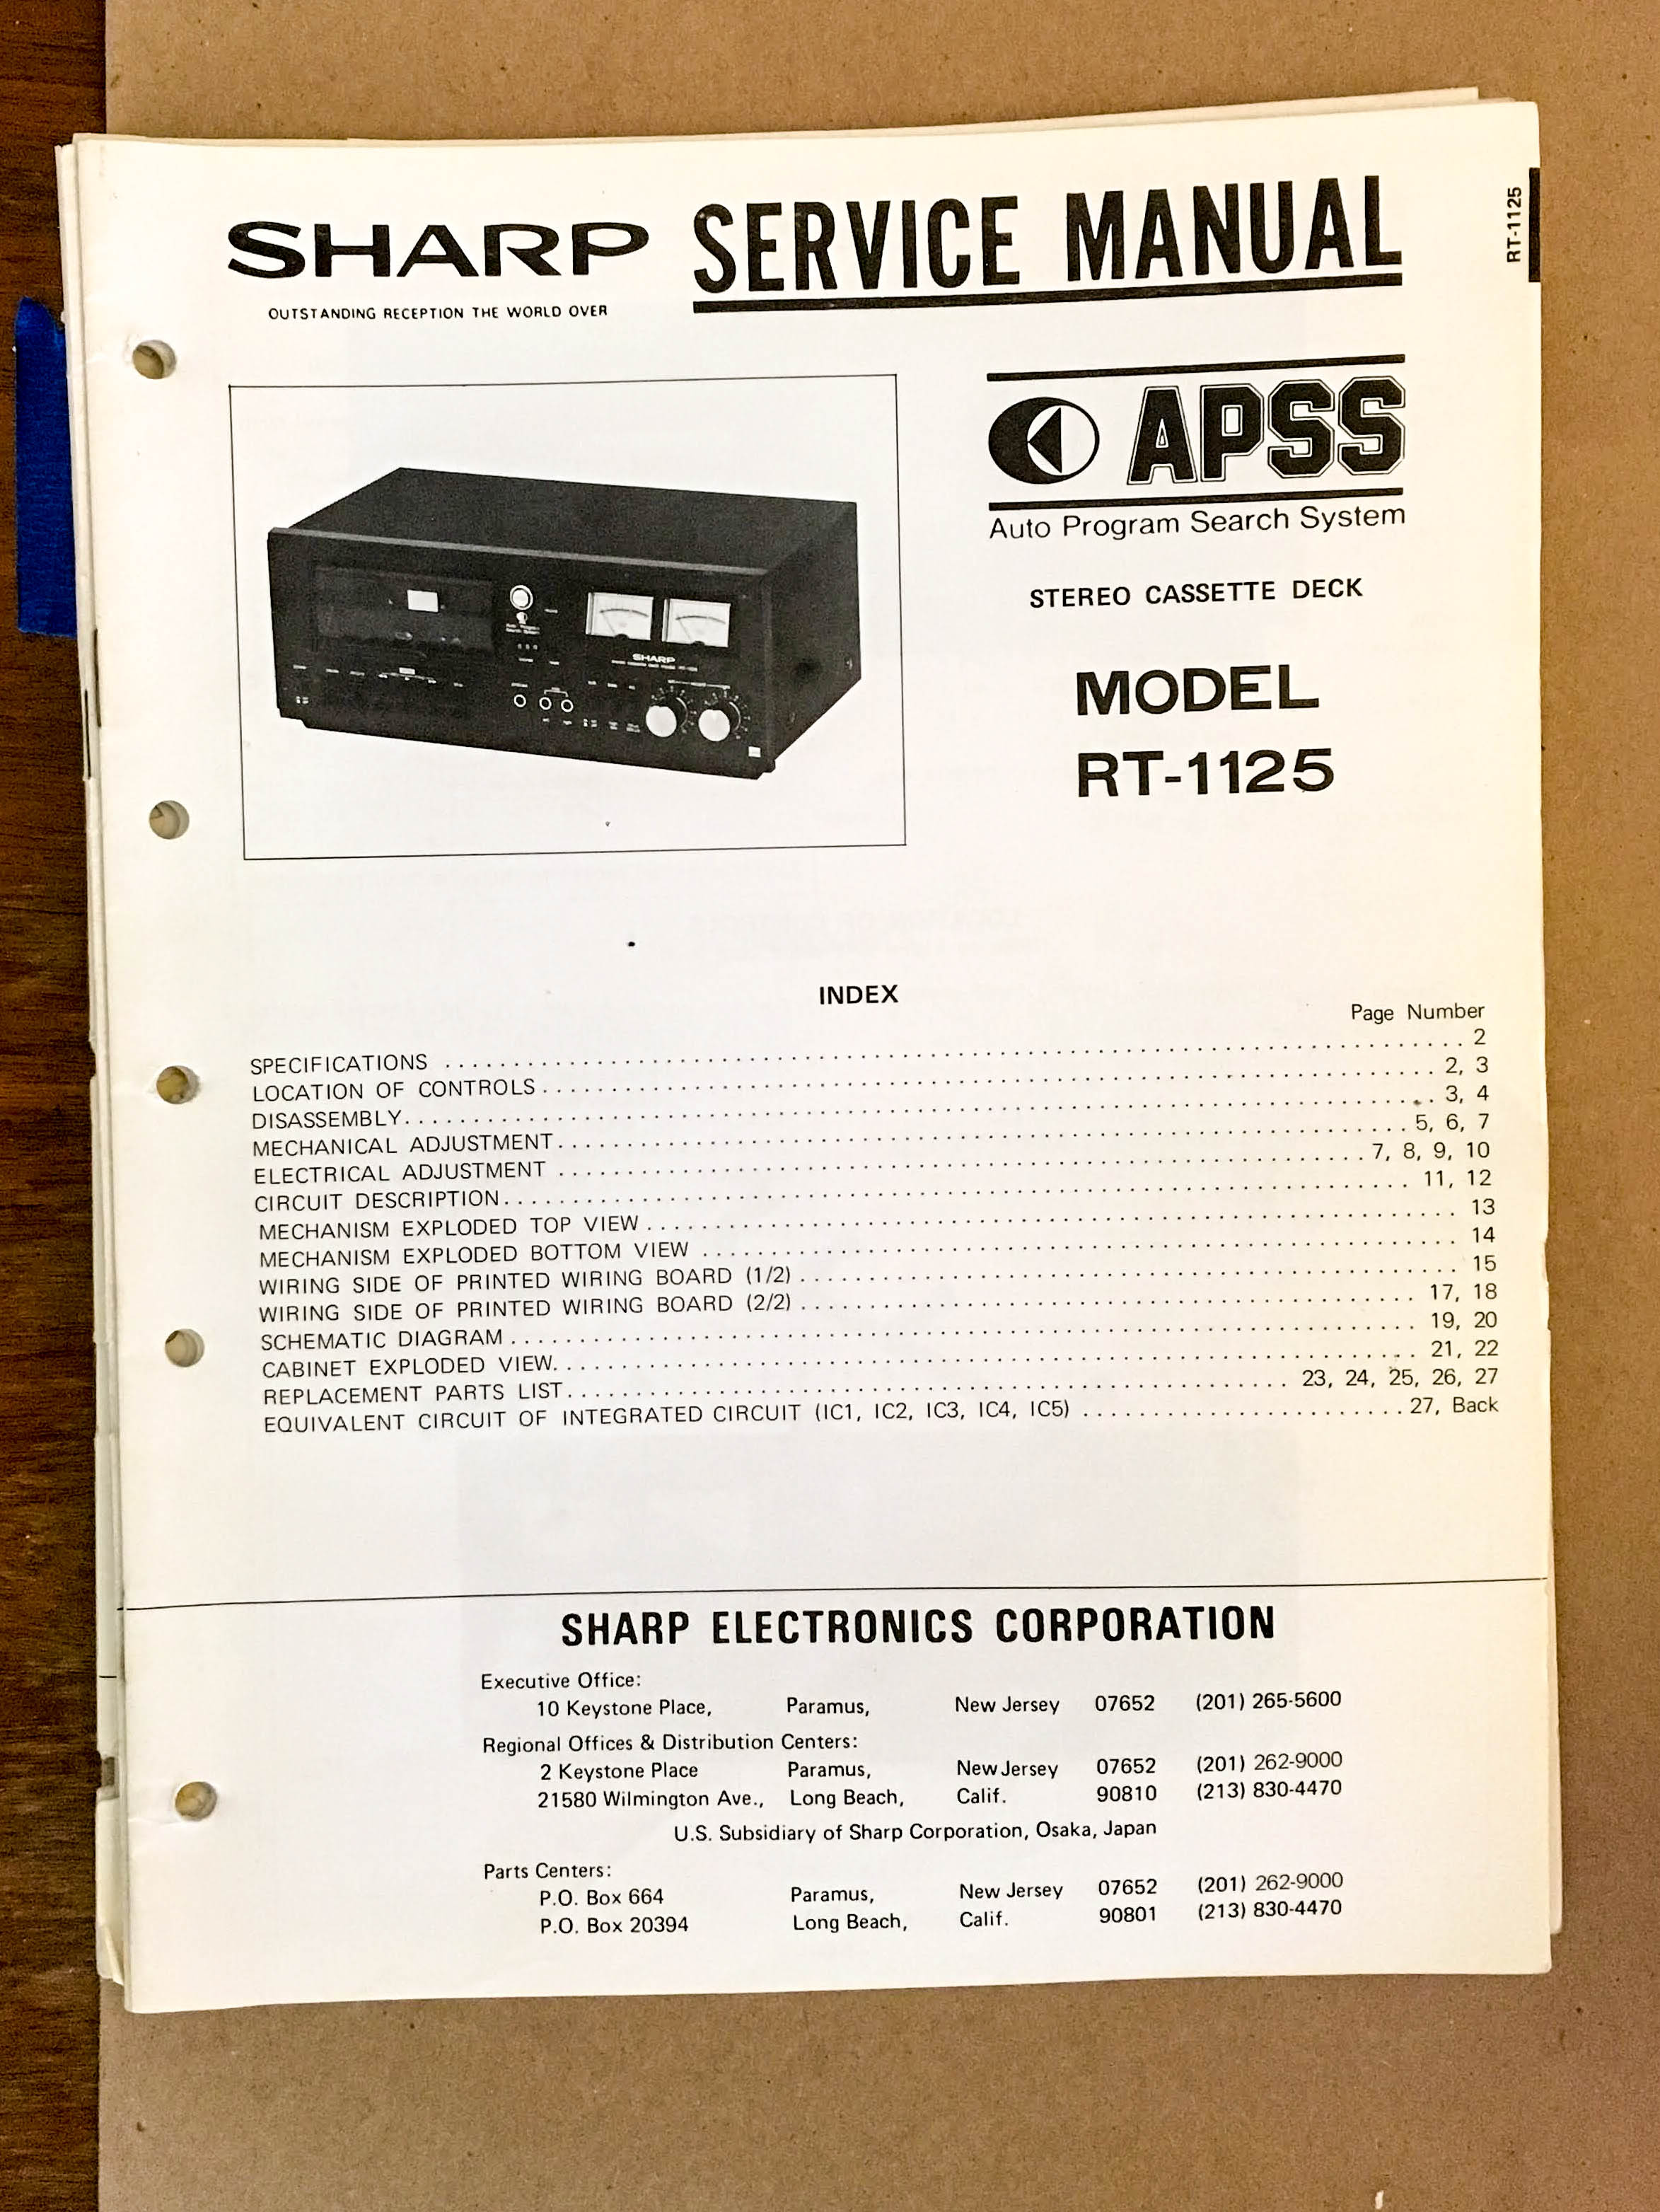 SHARP SERVICE MANUAL
RT-1125
OUTSTANDING RECEPTION THE WORLD OVER
APSS
Auto Program Search System
STEREO CASSETTE DECK
MODEL
RT-1125
SHARP
INDEX
Page Number
SPECIFICATIONS . . . . . . . . . . 2
LOCATION OF CONTROLS . . . . . . . . . . 2, 3
DISASSEMBLY . . . . . . . . . . 3, 4
MECHANICAL ADJUSTMENT . . . . . . . . . . 5, 6, 7
ELECTRICAL ADJUSTMENT . . . . . . . . . . 7, 8, 9, 10
CIRCUIT DESCRIPTION . . . . . . . . . . 11, 12
MECHANISM EXPLODED TOP VIEW . . . . . . . . . . 13
MECHANISM EXPLODED BOTTOM VIEW . . . . . . . . . . 14
WIRING SIDE OF PRINTED WIRING BOARD (1/2) . . . . . . . . . . 15
WIRING SIDE OF PRINTED WIRING BOARD (2/2) . . . . . . . . . . 17, 18
SCHEMATIC DIAGRAM . . . . . . . . . . 19, 20
CABINET EXPLODED VIEW . . . . . . . . . . 21, 22
REPLACEMENT PARTS LIST . . . . . . . . . . 23, 24, 25, 26, 27
EQUIVALENT CIRCUIT OF INTEGRATED CIRCUIT (IC1, IC2, IC3, IC4, IC5) . . . . . . . . . . 27, Back
SHARP ELECTRONICS CORPORATION
Executive Office:
10 Keystone Place, Paramus, New Jersey 07652 (201) 265-5600
Regional Offices & Distribution Centers:
2 Keystone Place Paramus, New Jersey 07652 (201) 262-9000
21580 Wilmington Ave., Long Beach, Calif. 90810 (213) 830-4470
U.S. Subsidiary of Sharp Corporation, Osaka, Japan
Parts Centers:
P.O. Box 664 Paramus, New Jersey 07652 (201) 262-9000
P.O. Box 20394 Long Beach, Calif. 90801 (213) 830-4470